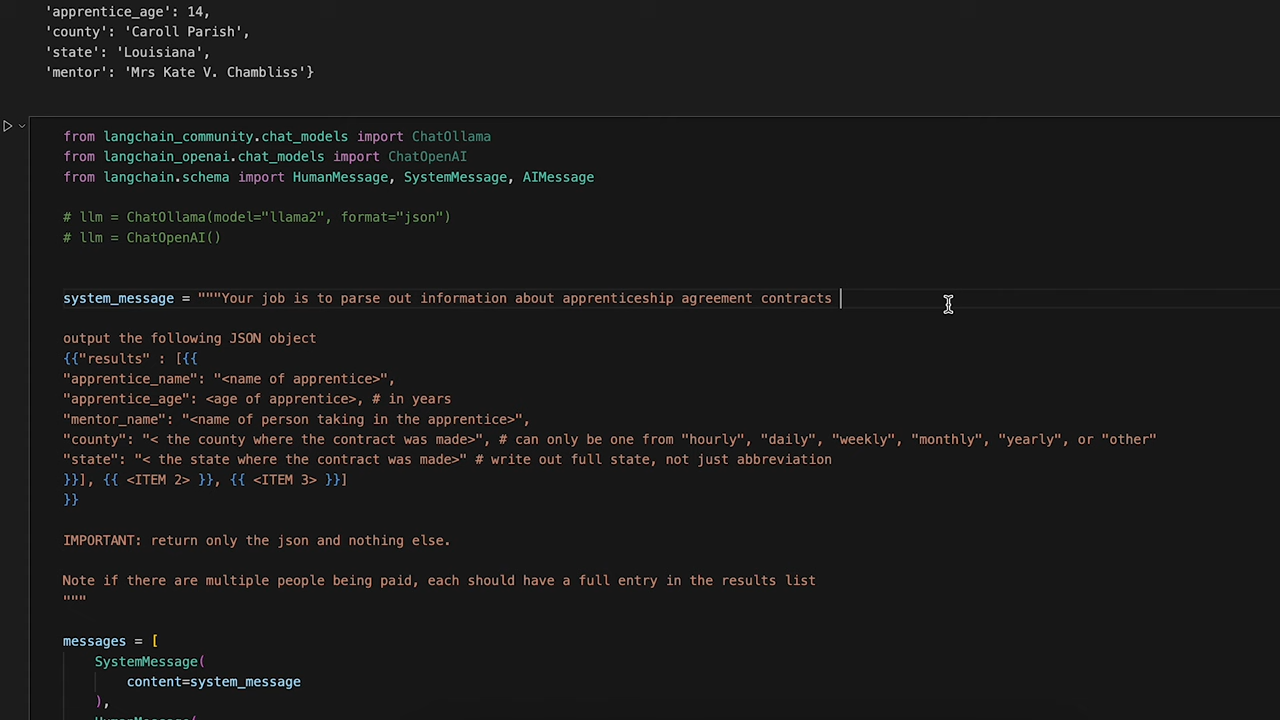 'apprentice_age': 14,
'county': 'Caroll Parish',
'state': 'Louisiana',
'mentor': 'Mrs Kate V. Chambliss'}
from langchain_community.chat_models import ChatOllama
from langchain_openai.chat_models import ChatOpenAI
from langchain.schema import HumanMessage, SystemMessage, AIMessage
# llm = ChatOllama(model="llama2", format="json")
# llm = ChatOpenAI()
system_message = """Your job is to parse out information about apprenticeship agreement contracts
output the following JSON object
{{"results" : [{{
"apprentice_name": "<name of apprentice>",
"apprentice_age": <age of apprentice>, # in years
"mentor_name": "<name of person taking in the apprentice>",
"county": "< the county where the contract was made>", # can only be one from "hourly", "daily", "weekly", "monthly", "yearly", or "other"
"state": "< the state where the contract was made>" # write out full state, not just abbreviation
}}], {{ <ITEM 2> }}, {{ <ITEM 3> }}]
}}
IMPORTANT: return only the json and nothing else.
Note if there are multiple people being paid, each should have a full entry in the results list
"""
messages = [
SystemMessage(
content=system_message
),
HumanMessage(